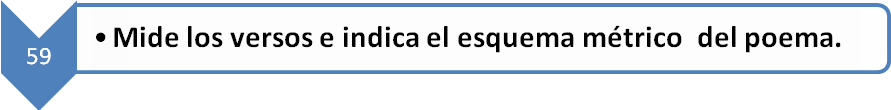 59
• Mide los versos e indica el esquema métrico  del poema.